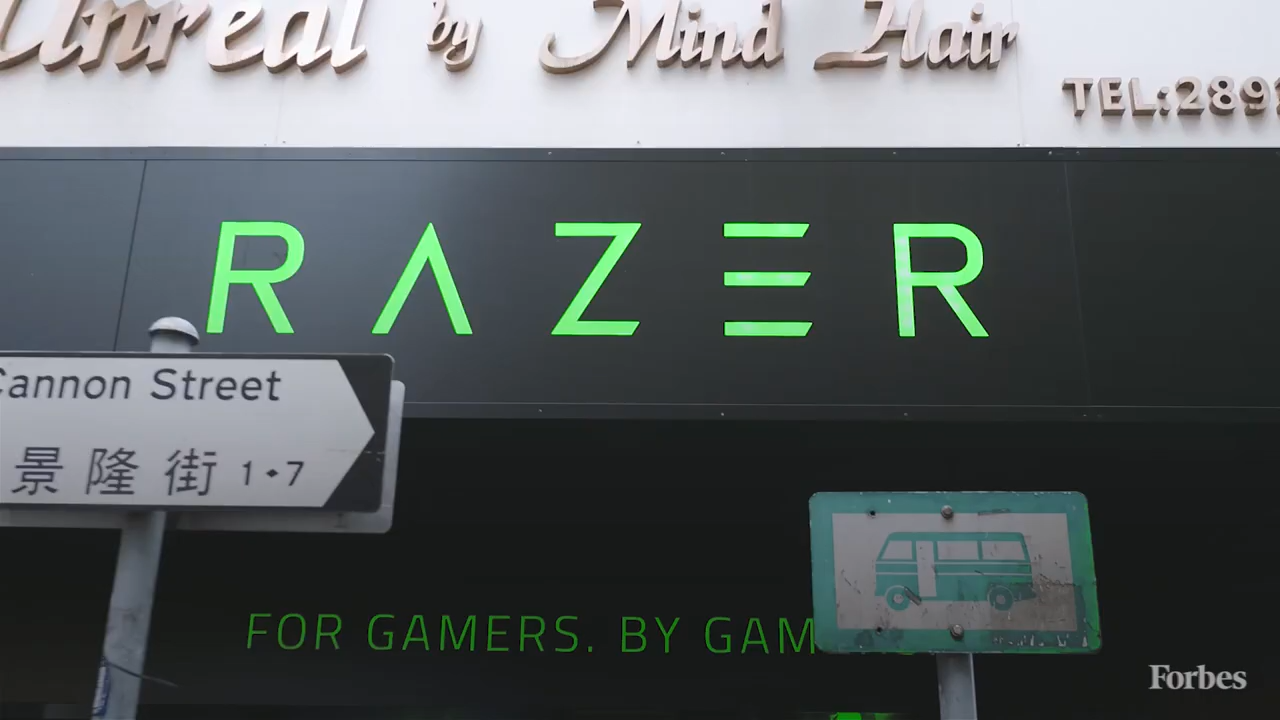 Unreal by Mind Hair
TEL:289
RAZER
Cannon Street
景隆街 1•7
FOR GAMERS. BY GAM
Forbes